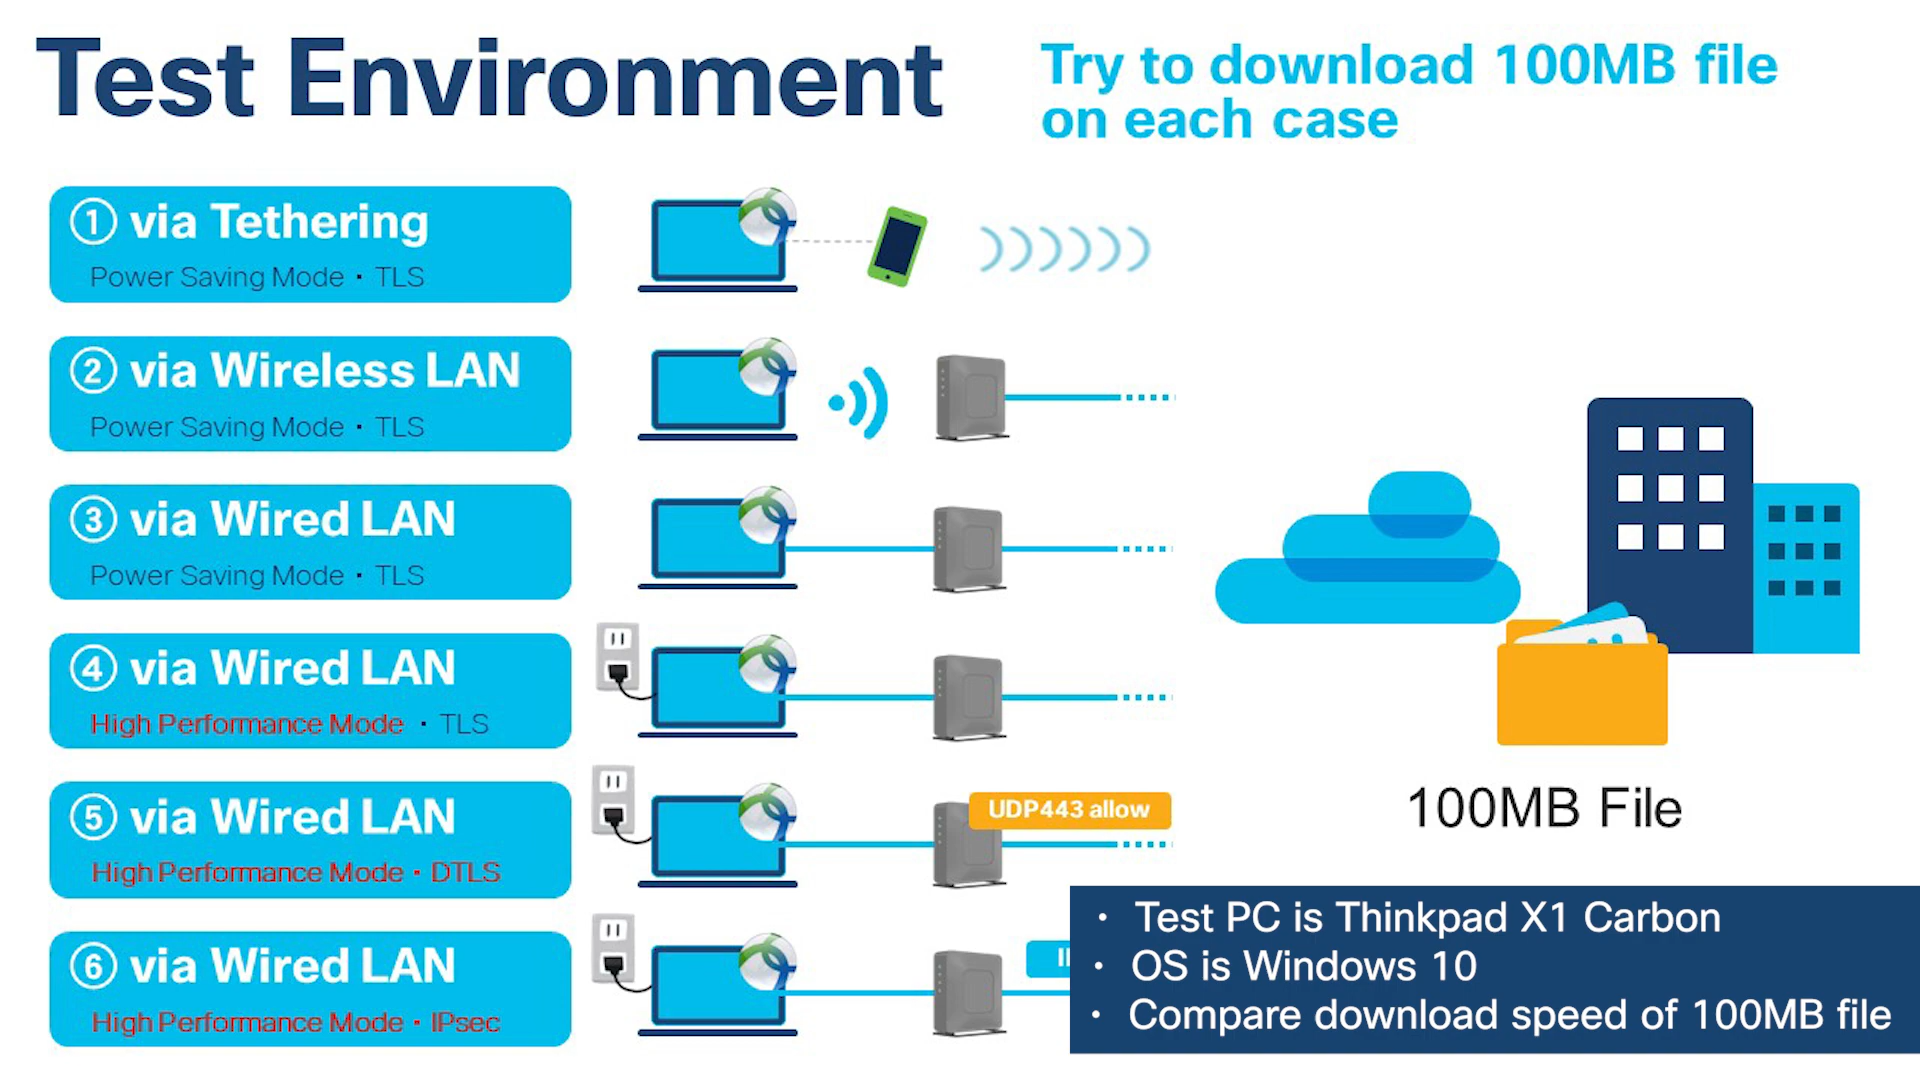 Test Environment
Try to download 100MB file
on each case
① via Tethering
Power Saving Mode・TLS
② via Wireless LAN
Power Saving Mode・TLS
③ via Wired LAN
Power Saving Mode・TLS
④ via Wired LAN
High Performance Mode ・TLS
⑤ via Wired LAN
High Performance Mode・DTLS
UDP443 allow
⑥ via Wired LAN
High Performance Mode・IPsec
100MB File
・ Test PC is Thinkpad X1 Carbon
・ OS is Windows 10
・ Compare download speed of 100MB file